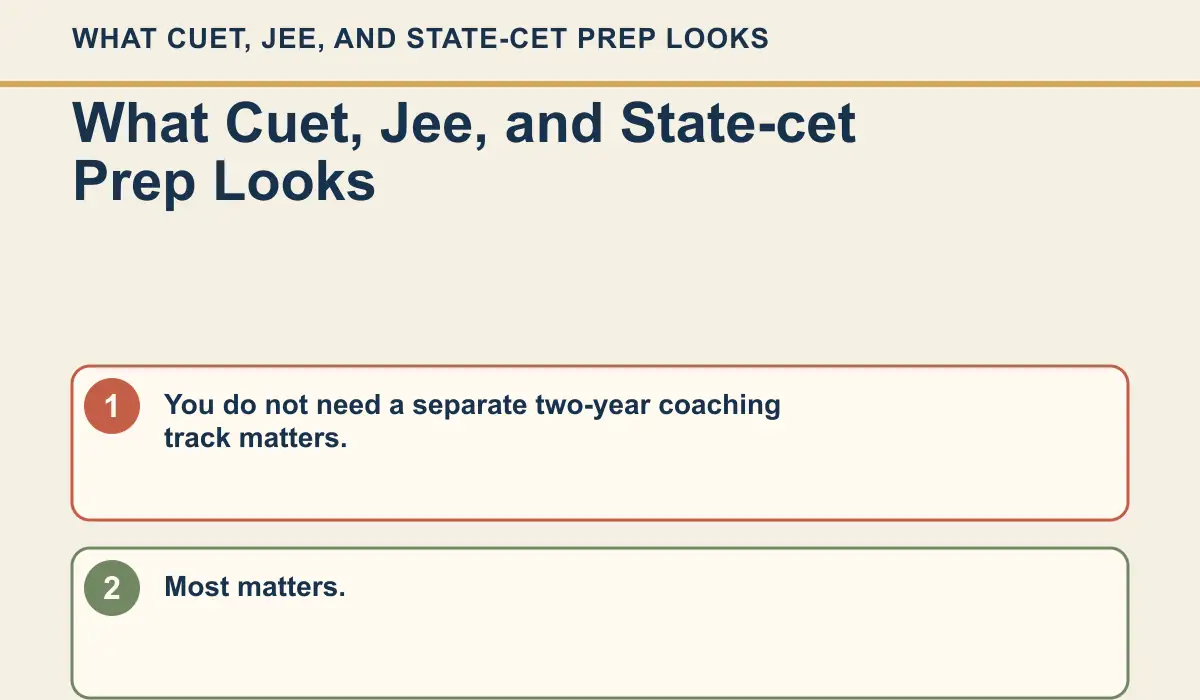 WHAT CUET, JEE, AND STATE-CET PREP LOOKS
What Cuet, Jee, and State-cet
Prep Looks
1
You do not need a separate two-year coaching
track matters.
2
Most matters.